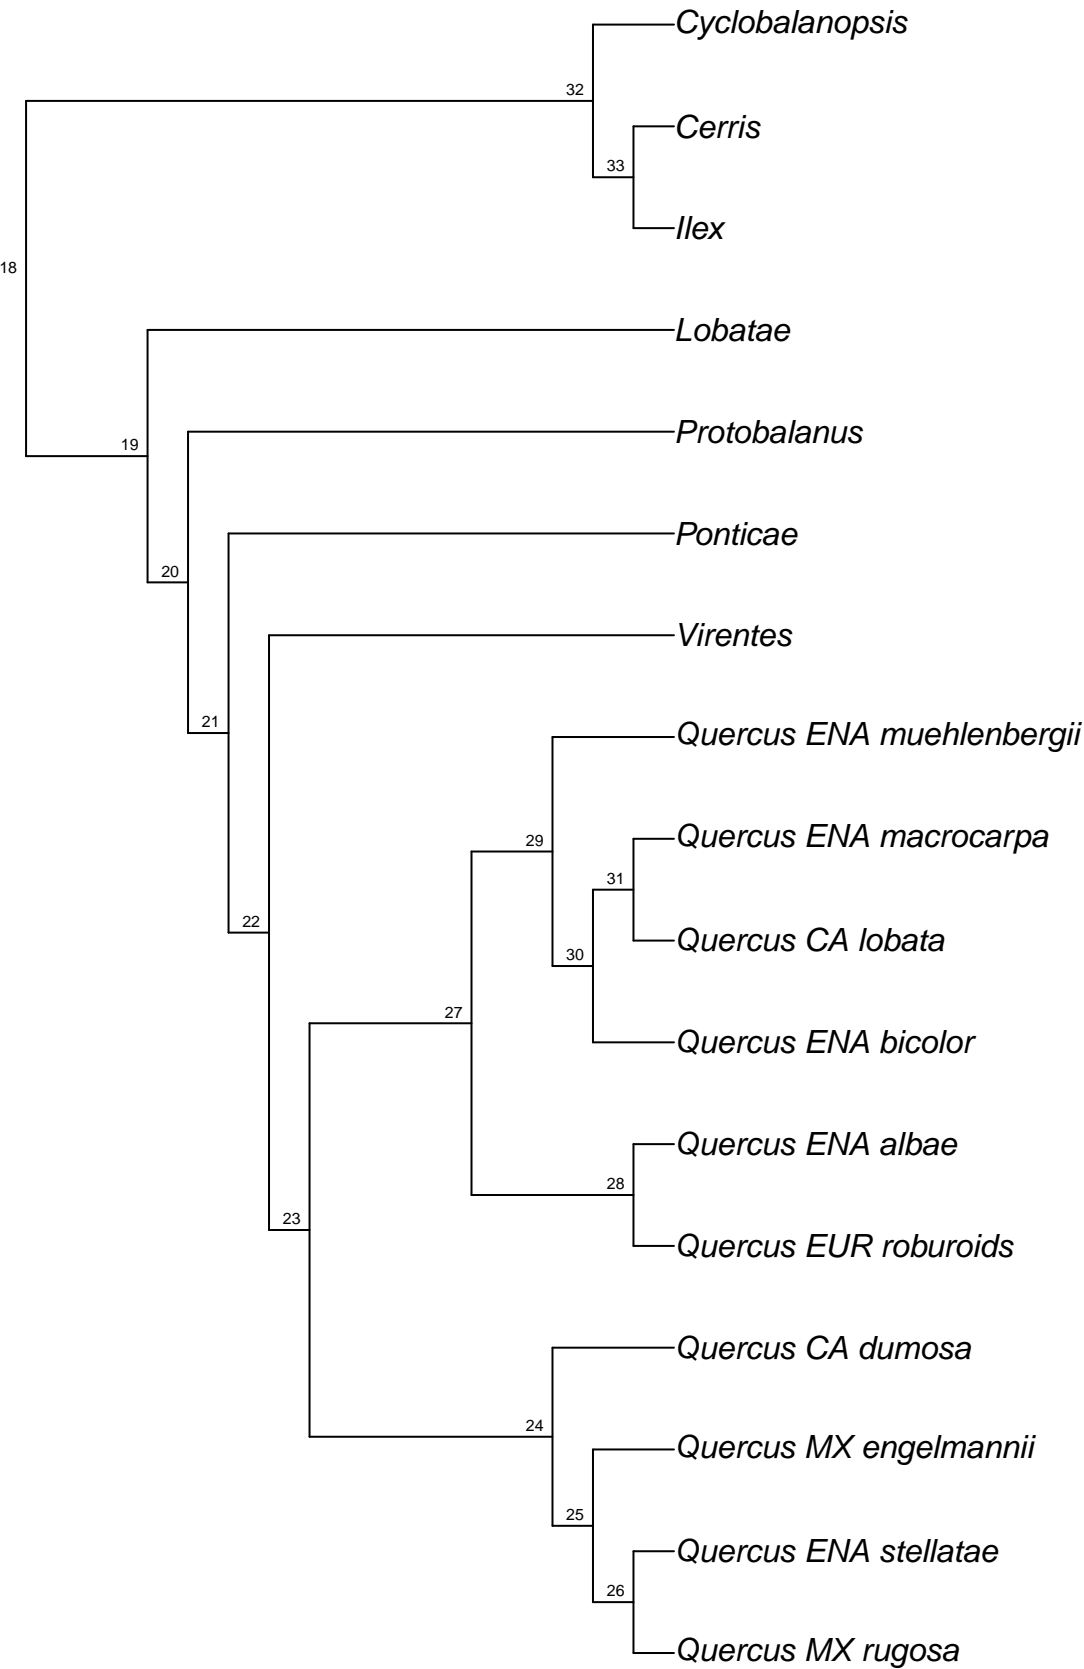 Cyclobalanopsis
32
Cerris
33
Ilex
18
Lobatae
Protobalanus
19
Ponticae
20
Virentes
21
Quercus ENA muehlenbergii
Quercus ENA macrocarpa
29
31
22
Quercus CA lobata
30
27
Quercus ENA bicolor
Quercus ENA albae
28
23
Quercus EUR roburoids
Quercus CA dumosa
24
Quercus MX engelmannii
25
Quercus ENA stellatae
26
Quercus MX rugosa